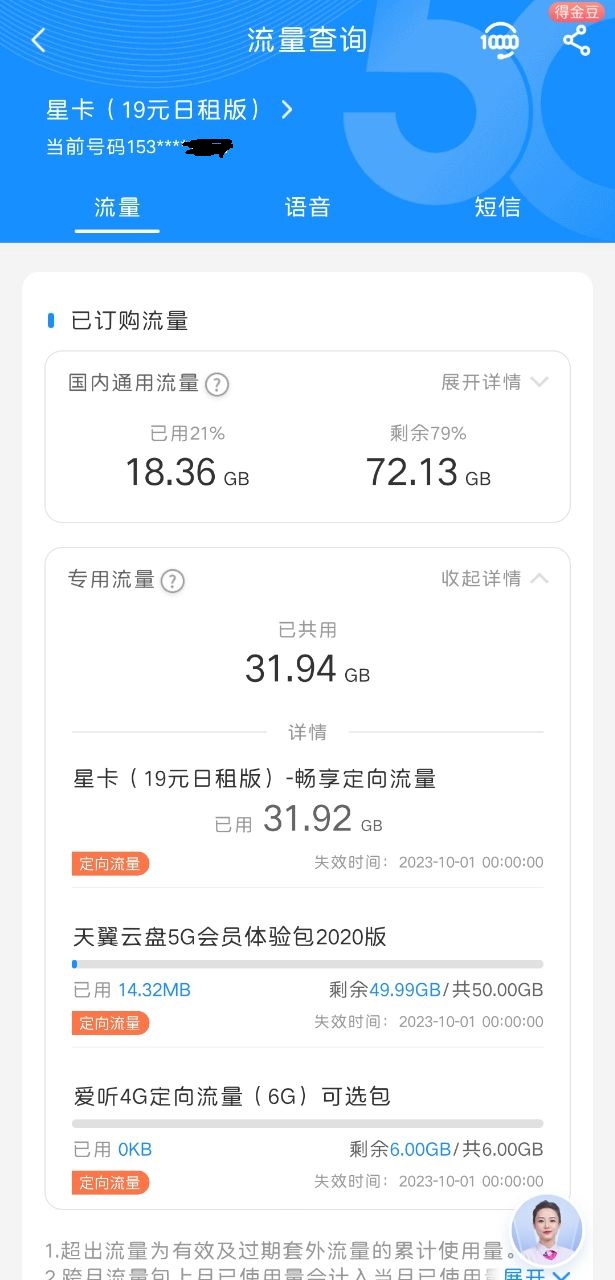 得金豆
流量查询
10000
星卡（19元日租版）
当前号码153****
流量 语音 短信
已订购流量
国内通用流量 ? 展开详情
已用21% 剩余79%
18.36 GB 72.13 GB
专用流量 ? 收起详情
已共用
31.94 GB
详情
星卡（19元日租版）-畅享定向流量
已用 31.92 GB
定向流量 失效时间：2023-10-01 00:00:00
天翼云盘5G会员体验包2020版
已用 14.32MB 剩余49.99GB/共50.00GB
定向流量 失效时间：2023-10-01 00:00:00
爱听4G定向流量（6G）可选包
已用 0KB 剩余6.00GB/共6.00GB
定向流量 失效时间：2023-10-01 00:00:00
1.超出流量为有效及过期套外流量的累计使用量。
2.跨月流量包上月已使用量会计入当月已使用 展开